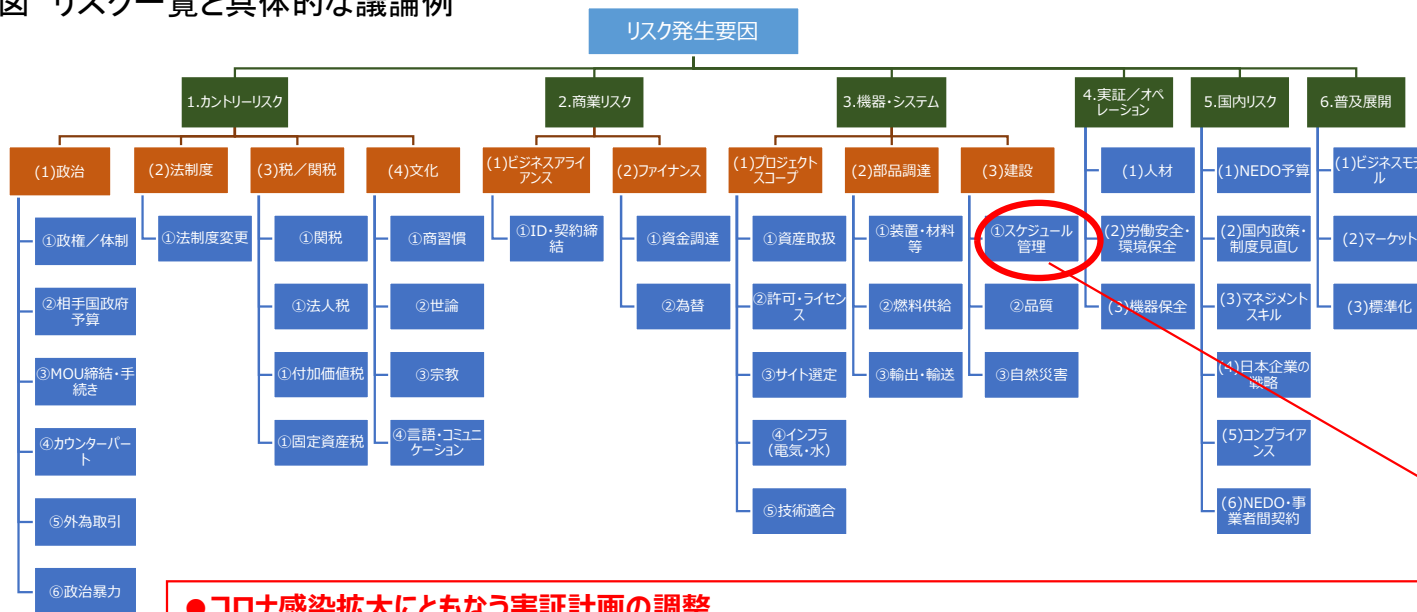 図 リスク一覧と具体的な議論例
リスク発生要因
1.カントリーリスク
2.商業リスク
3.機器・システム
4.実証／オペ
レーション
5.国内リスク
6.普及展開
(1)政治
(2)法制度
(3)税／関税
(4)文化
(1)ビジネスアライ
アンス
(2)ファイナンス
(1)プロジェクト
スコープ
(2)部品調達
(3)建設
(1)人材
(1)NEDO予算
(1)ビジネスモデ
ル
①政権／体制
①法制度変更
①関税
①商習慣
①ID・契約締
結
①資金調達
①資産取扱
①装置・材料
等
①スケジュール
管理
(2)労働安全・
環境保全
(2)国内政策・
制度見直し
(2)マーケット
②相手国政府
予算
①法人税
②世論
②為替
②許可・ライセン
ス
②燃料供給
②品質
(3)機器保全
(3)マネジメント
スキル
(3)標準化
③MOU締結・手
続き
①付加価値税
③宗教
③サイト選定
③輸出・輸送
③自然災害
(4)日本企業の
戦略
④カウンターパー
ト
①固定資産税
④言語・コミュニ
ケーション
④インフラ
（電気・水）
(5)コンプライア
ンス
⑤外為取引
⑤技術適合
(6)NEDO・事
業者間契約
⑥政治暴力
●コロナ感染拡大にともなう実証計画の調整